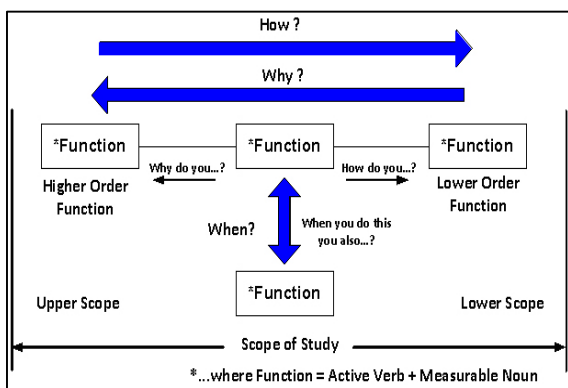 How ?
Why ?
*Function
*Function
*Function
Why do you...?
How do you...?
Higher Order
Function
Lower Order
Function
When?
When you do this
you also...?
*Function
Upper Scope
Lower Scope
Scope of Study
*...where Function = Active Verb + Measurable Noun